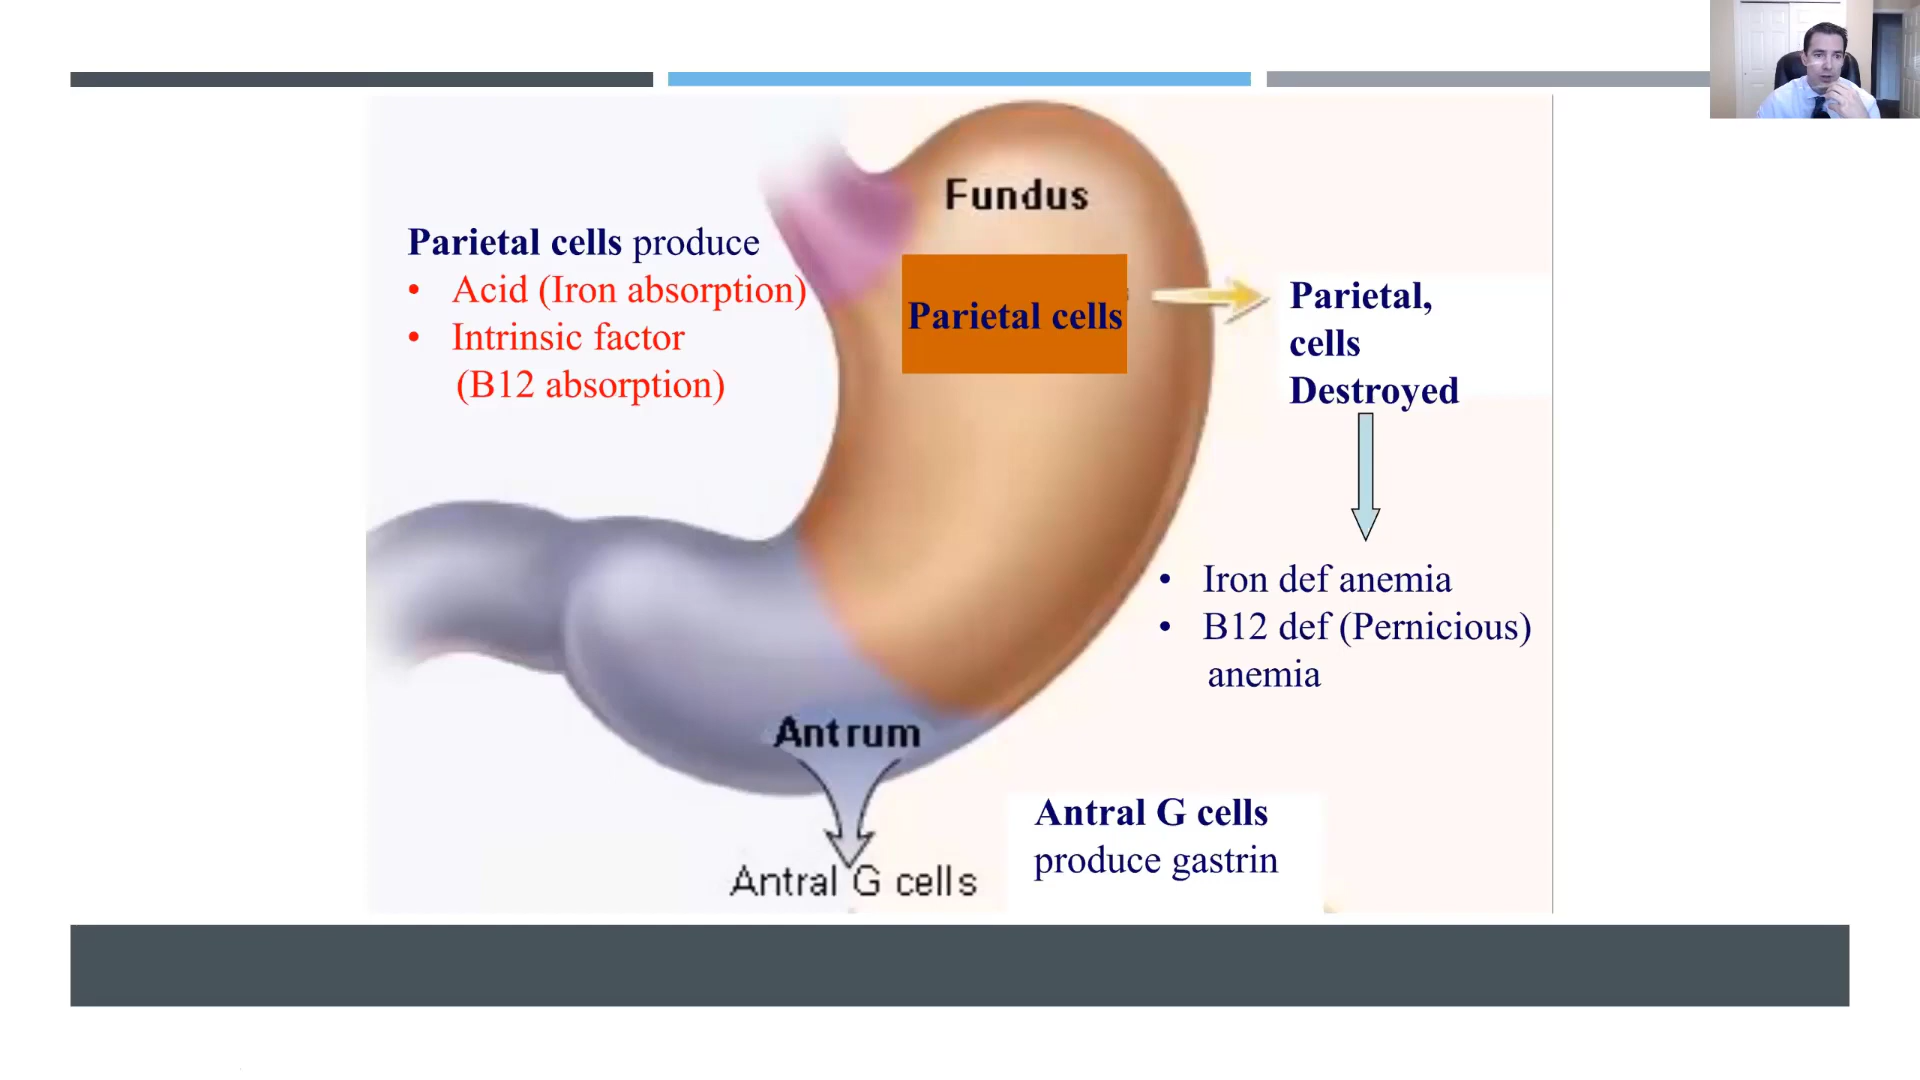 Fundus
Parietal cells produce
• Acid (Iron absorption)
• Intrinsic factor
(B12 absorption)
Parietal cells
Parietal,
cells
Destroyed
• Iron def anemia
• B12 def (Pernicious)
anemia
Antrum
Antral G cells
Antral G cells
produce gastrin